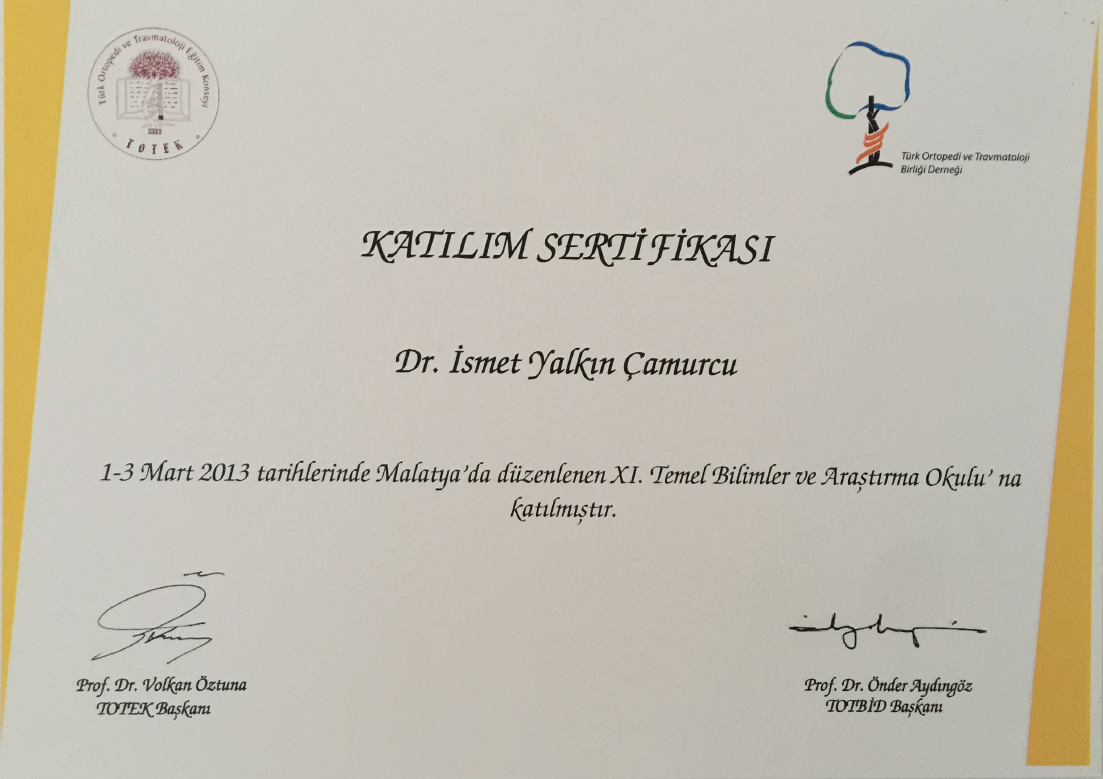 Türk Ortopedi ve Travmatoloji Eğitim Konseyi
TOTEK
Türk Ortopedi ve Travmatoloji
Birliği Derneği
KATILIM SERTİFİKASI
Dr. İsmet Yalkın Çamurcu
1-3 Mart 2013 tarihlerinde Malatya'da düzenlenen XI. Temel Bilimler ve Araştırma Okulu' na
katılmıştır.
Prof. Dr. Volkan Öztuna
TOTEK Başkanı
Prof. Dr. Önder Aydıngöz
TOTBİD Başkanı